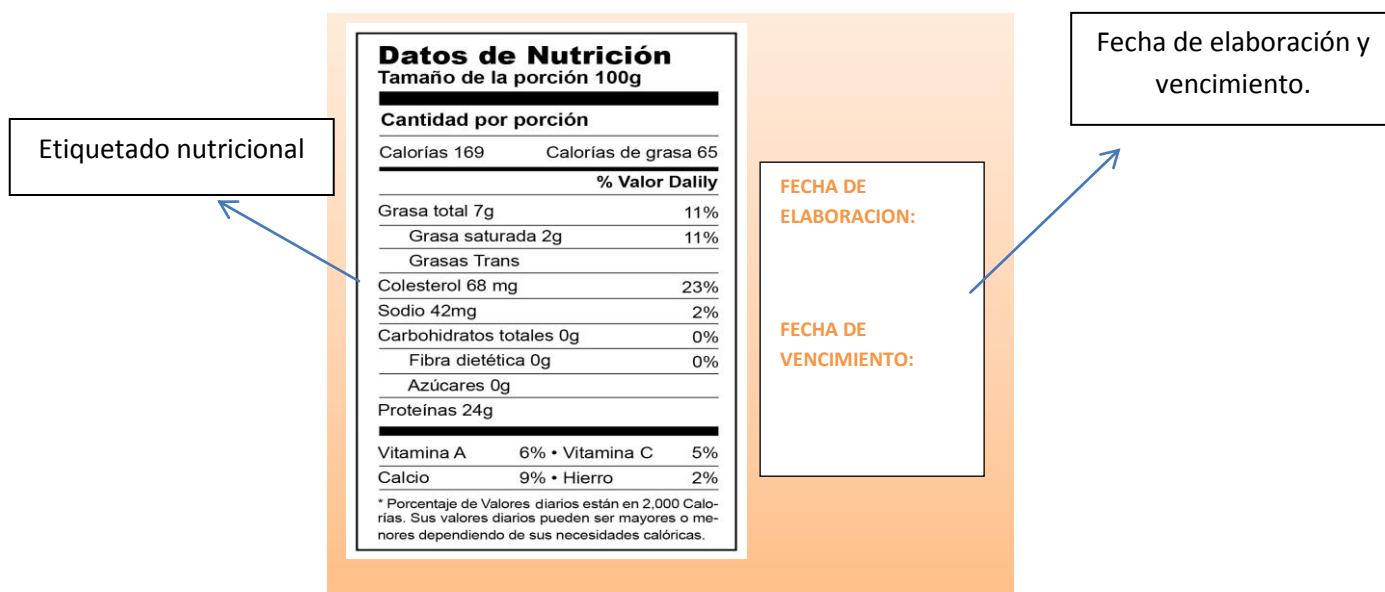 Etiquetado nutricional
Datos de Nutrición
Tamaño de la porción 100g
Cantidad por porción
Calorías 169 Calorías de grasa 65
% Valor Dalily
Grasa total 7g 11%
Grasa saturada 2g 11%
Grasas Trans
Colesterol 68 mg 23%
Sodio 42mg 2%
Carbohidratos totales 0g 0%
Fibra dietética 0g 0%
Azúcares 0g
Proteínas 24g
Vitamina A 6% • Vitamina C 5%
Calcio 9% • Hierro 2%
* Porcentaje de Valores diarios están en 2,000 Calo-
rías. Sus valores diarios pueden ser mayores o me-
nores dependiendo de sus necesidades calóricas.
FECHA DE
ELABORACION:
FECHA DE
VENCIMIENTO:
Fecha de elaboración y
vencimiento.